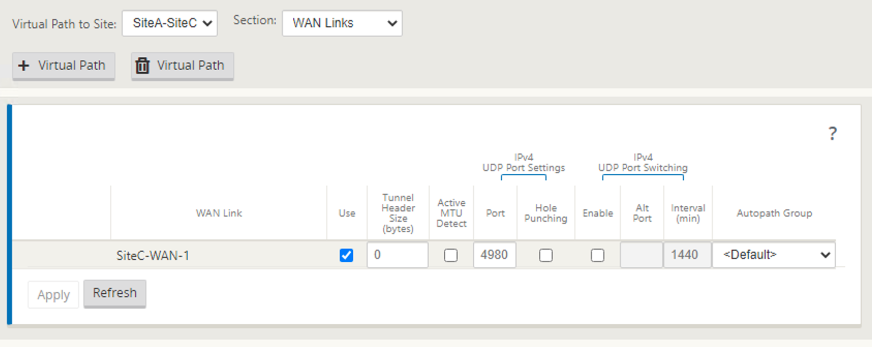 Virtual Path to Site: SiteA-SiteC Section: WAN Links
+ Virtual Path Virtual Path
?
IPv4 UDP Port Settings IPv4 UDP Port Switching
WAN Link Use Tunnel Header Size (bytes) Active MTU Detect Port Hole Punching Enable Alt Port Interval (min) Autopath Group
SiteC-WAN-1 0 4980 1440 <Default>
Apply Refresh